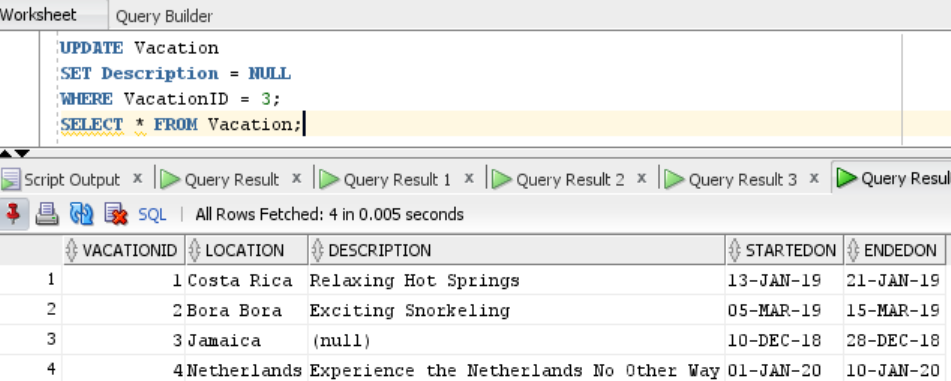 Worksheet Query Builder
UPDATE Vacation
SET Description = NULL
WHERE VacationID = 3;
SELECT * FROM Vacation;
Script Output x Query Result x Query Result 1 x Query Result 2 x Query Result 3 x Query Resul
SQL | All Rows Fetched: 4 in 0.005 seconds
VACATIONID LOCATION DESCRIPTION STARTEDON ENDEDON
1 1 Costa Rica Relaxing Hot Springs 13-JAN-19 21-JAN-19
2 2 Bora Bora Exciting Snorkeling 05-MAR-19 15-MAR-19
3 3 Jamaica (null) 10-DEC-18 28-DEC-18
4 4 Netherlands Experience the Netherlands No Other Way 01-JAN-20 10-JAN-20